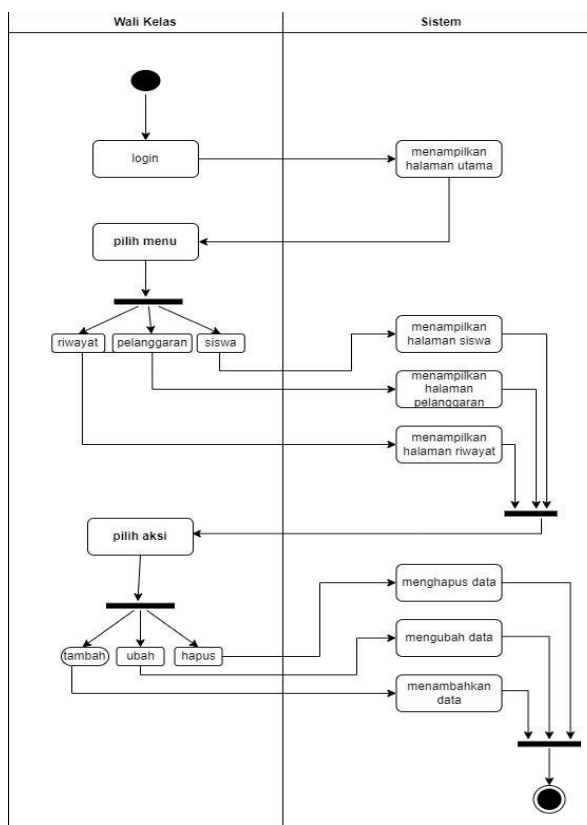 Wali Kelas
Sistem
login
menampilkan
halaman utama
pilih menu
riwayat
pelanggaran
siswa
menampilkan
halaman siswa
menampilkan
halaman
pelanggaran
menampilkan
halaman riwayat
pilih aksi
menghapus data
tambah
ubah
hapus
mengubah data
menambahkan
data